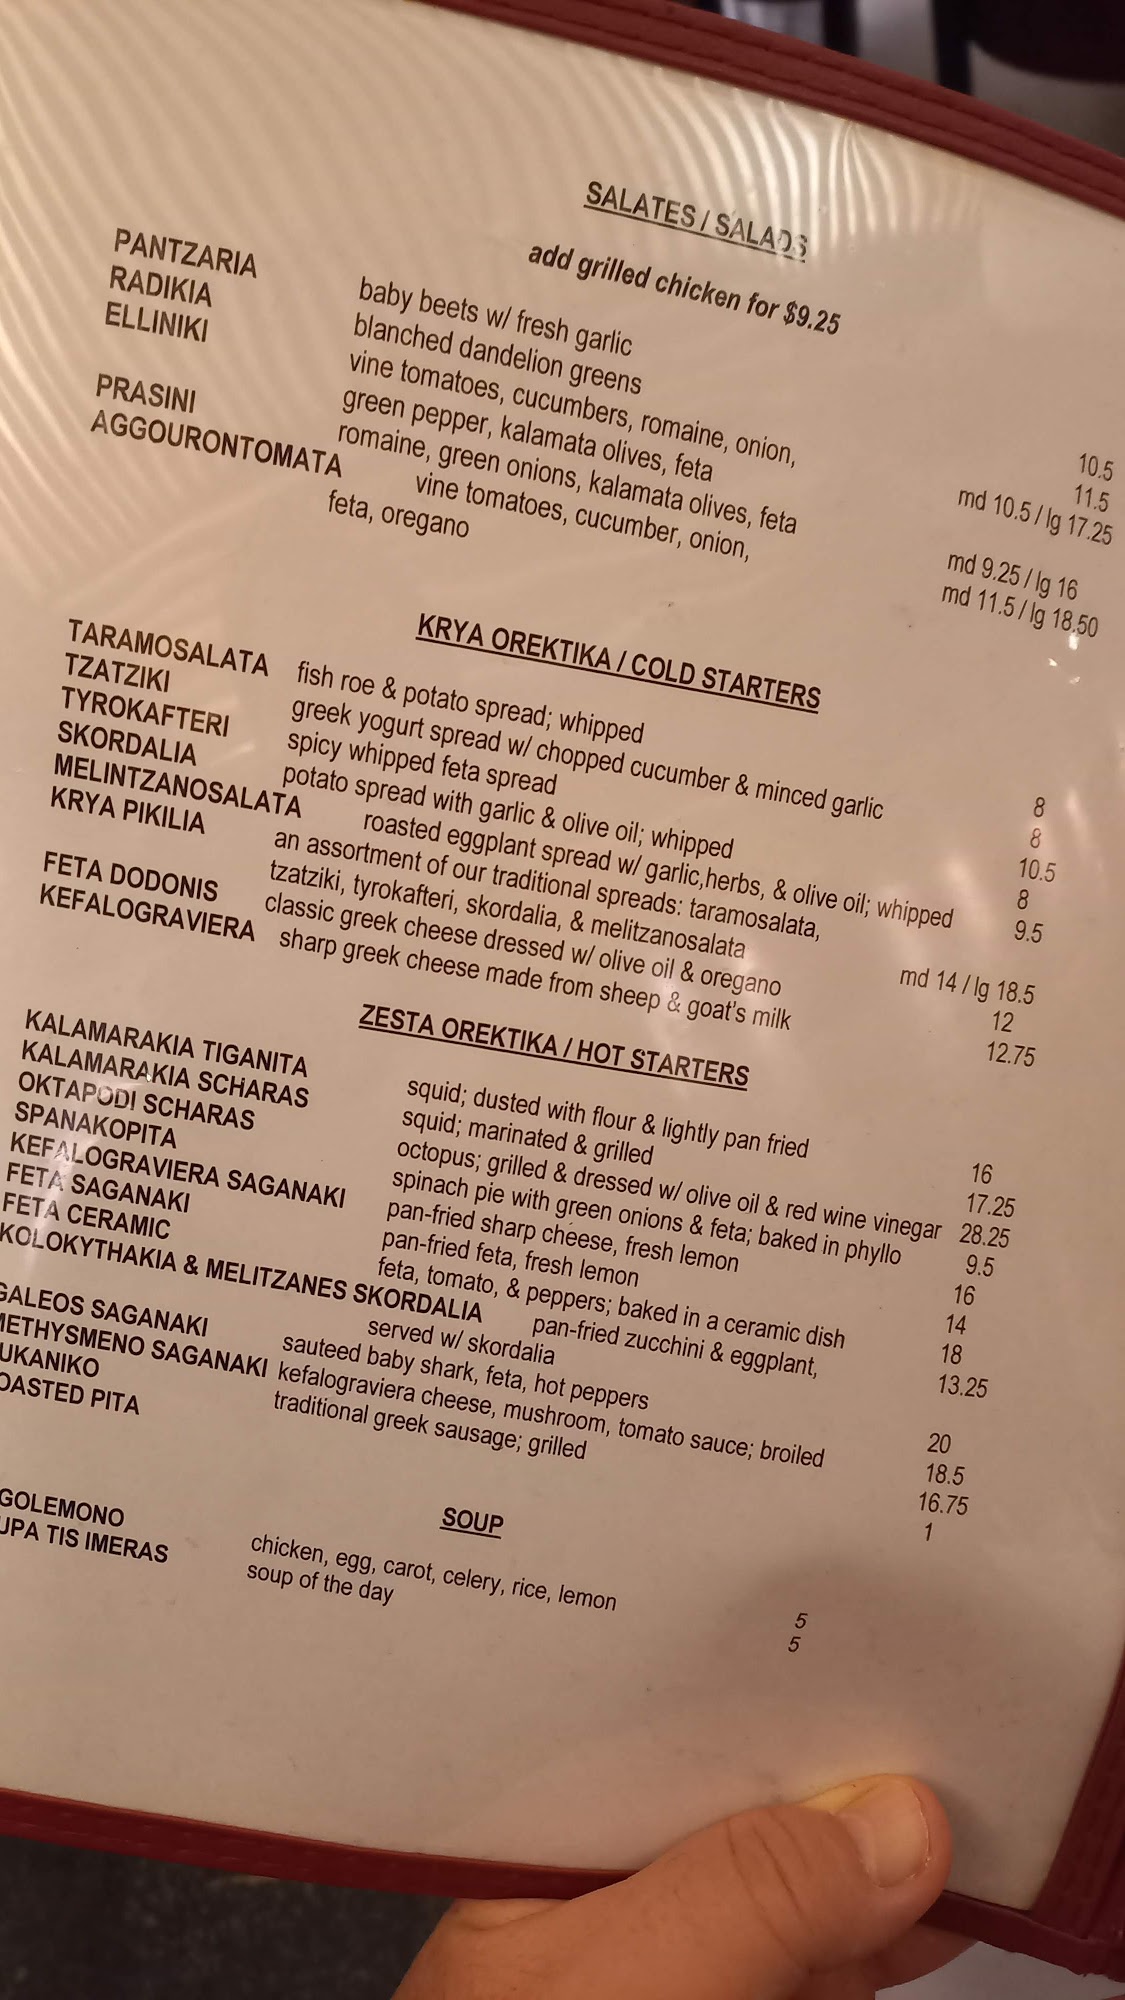 SALATES / SALADS
add grilled chicken for $9.25
PANTZARIA baby beets w/ fresh garlic 10.5
RADIKIA blanched dandelion greens 11.5
ELLINIKI vine tomatoes, cucumbers, romaine, onion, md 10.5 / lg 17.25
green pepper, kalamata olives, feta
PRASINI romaine, green onions, kalamata olives, feta md 9.25 / lg 16
AGGOURONTOMATA vine tomatoes, cucumber, onion, md 11.5 / lg 18.50
feta, oregano
KRYA OREKTIKA / COLD STARTERS
TARAMOSALATA fish roe & potato spread; whipped 8
TZATZIKI greek yogurt spread w/ chopped cucumber & minced garlic 8
TYROKAFTERI spicy whipped feta spread 10.5
SKORDALIA potato spread with garlic & olive oil; whipped 8
MELINTZANOSALATA roasted eggplant spread w/ garlic,herbs, & olive oil; whipped 9.5
KRYA PIKILIA an assortment of our traditional spreads: taramosalata,
tzatziki, tyrokafteri, skordalia, & melitzanosalata md 14 / lg 18.5
FETA DODONIS classic greek cheese dressed w/ olive oil & oregano 12
KEFALOGRAVIERA sharp greek cheese made from sheep & goat's milk 12.75
ZESTA OREKTIKA / HOT STARTERS
KALAMARAKIA TIGANITA squid; dusted with flour & lightly pan fried 16
KALAMARAKIA SCHARAS squid; marinated & grilled 17.25
OKTAPODI SCHARAS octopus; grilled & dressed w/ olive oil & red wine vinegar 28.25
SPANAKOPITA spinach pie with green onions & feta; baked in phyllo 9.5
KEFALOGRAVIERA SAGANAKI pan-fried sharp cheese, fresh lemon 16
FETA SAGANAKI pan-fried feta, fresh lemon 14
FETA CERAMIC feta, tomato, & peppers; baked in a ceramic dish 18
KOLOKYTHAKIA & MELITZANES SKORDALIA pan-fried zucchini & eggplant, 13.25
served w/ skordalia
GALEOS SAGANAKI sauteed baby shark, feta, hot peppers 20
METHYSMENO SAGANAKI kefalograviera cheese, mushroom, tomato sauce; broiled 18.5
UKANIKO traditional greek sausage; grilled 16.75
OASTED PITA 1
SOUP
GOLEMONO chicken, egg, carot, celery, rice, lemon 5
UPA TIS IMERAS soup of the day 5